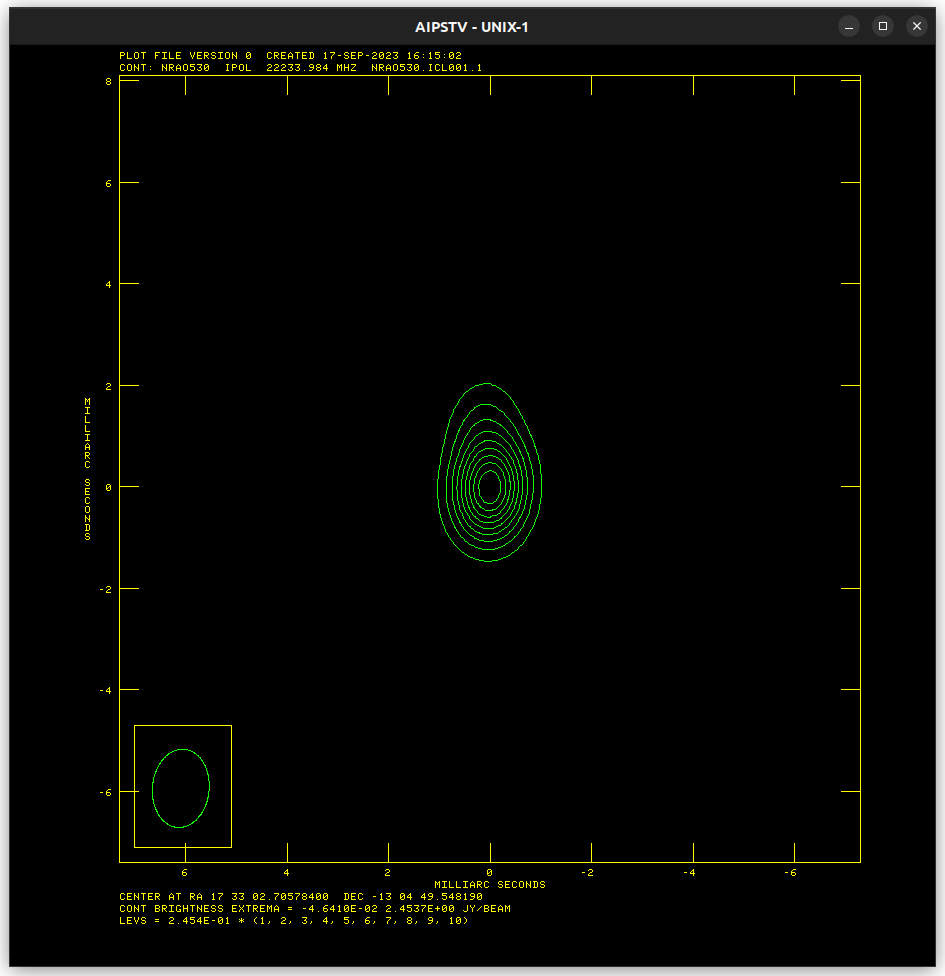 AIPSTV - UNIX-1
PLOT FILE VERSION 0  CREATED 17-SEP-2023 16:15:02
CONT: NRAO530  IPOL  22233.984 MHZ  NRAO530.ICL001.1
8
6
4
2
0
-2
-4
-6
MILLIARC SECONDS
6 4 2 0 -2 -4 -6
MILLIARC SECONDS
CENTER AT RA 17 33 02.70578400  DEC -13 04 49.548190
CONT BRIGHTNESS EXTREMA = -4.6410E-02 2.4537E+00 JY/BEAM
LEVS = 2.454E-01 * (1, 2, 3, 4, 5, 6, 7, 8, 9, 10)